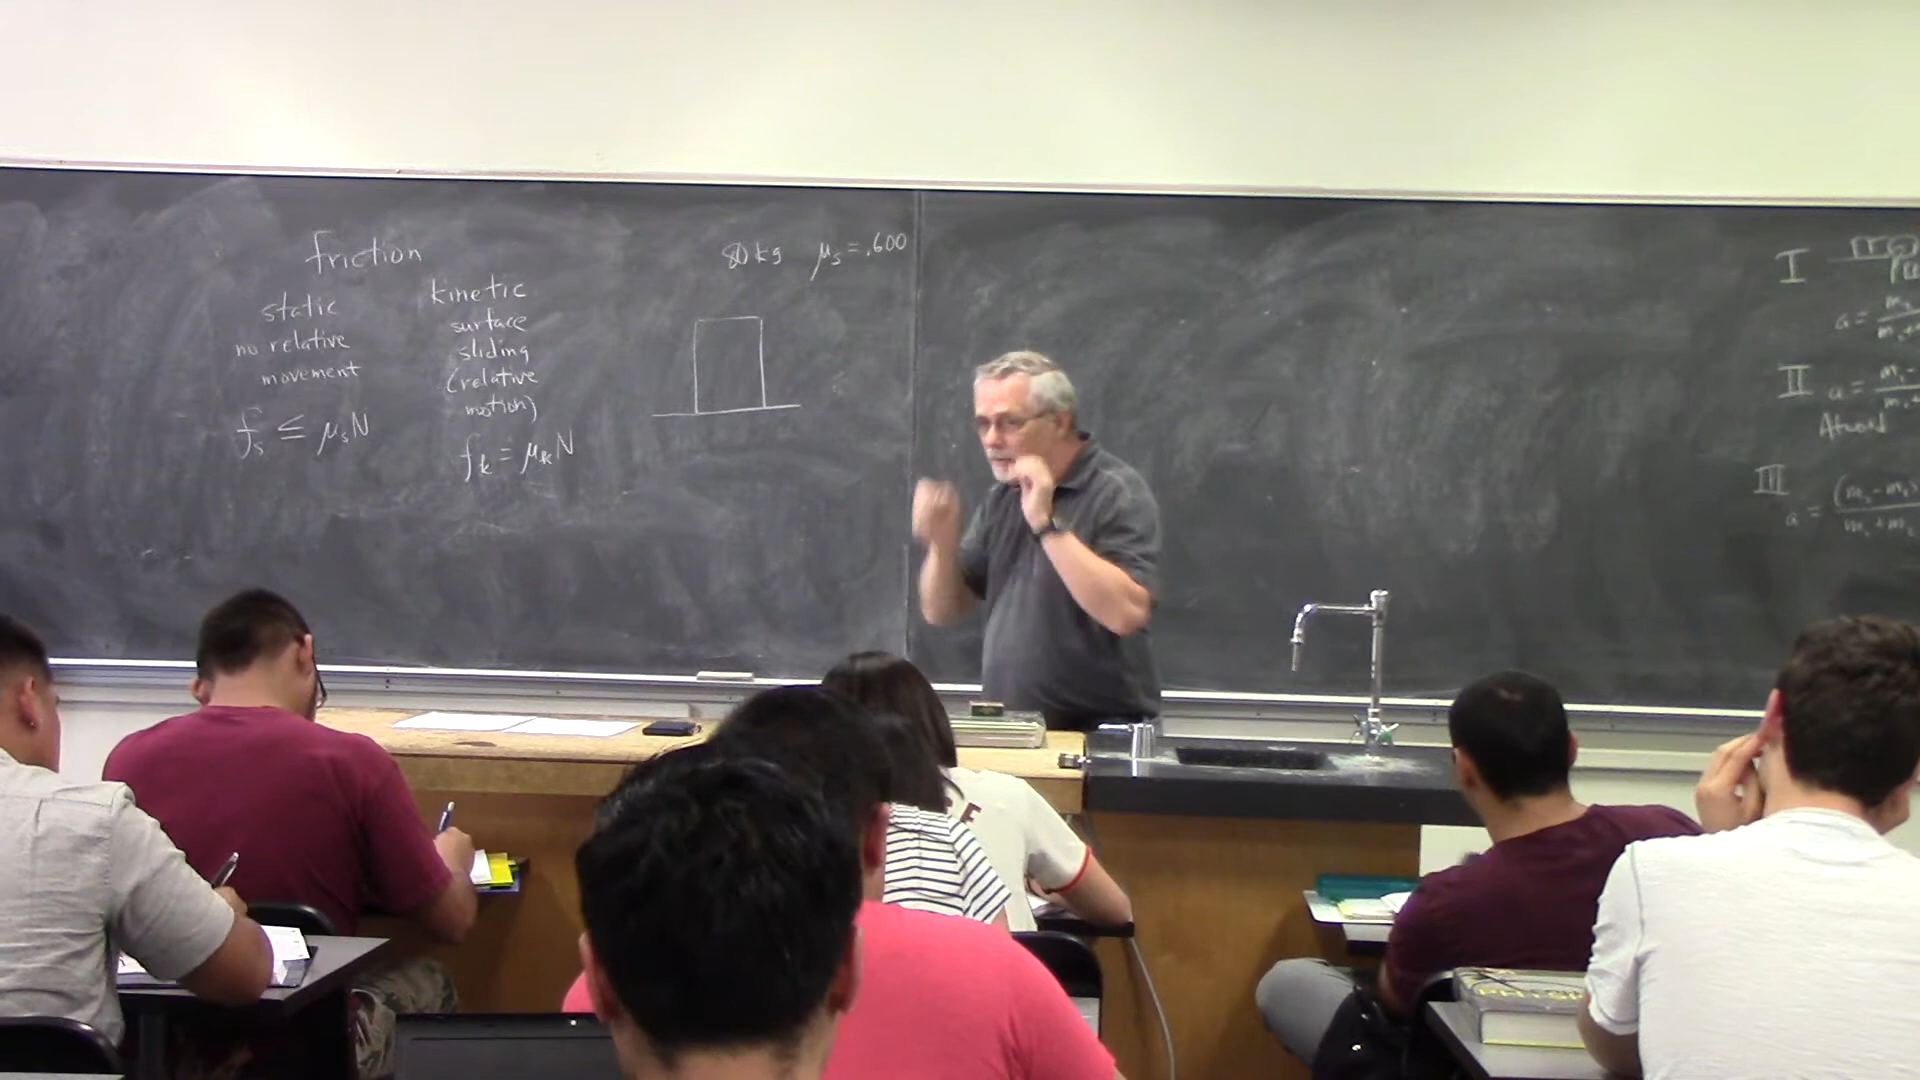 friction
static
no relative
movement
fs ≤ μsN
kinetic
surface
sliding
(relative
motion)
fk = μkN
80 kg μs = .600
I
a =
II a =
Atwood
III
a =